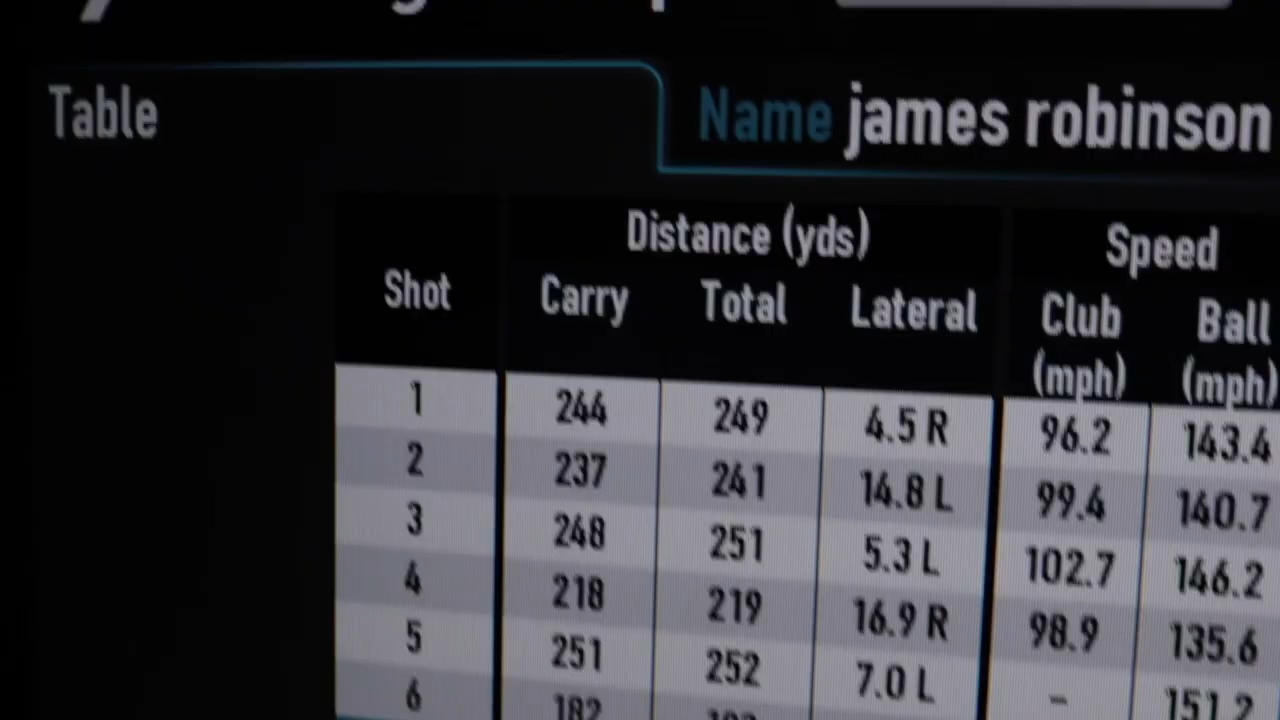 Table
Name james robinson
Distance (yds) Speed
Shot Carry Total Lateral Club Ball
(mph) (mph)
1 244 249 4.5 R 96.2 143.4
2 237 241 14.8 L 99.4 140.7
3 248 251 5.3 L 102.7 146.2
4 218 219 16.9 R 98.9 135.6
5 251 252 7.0 L – 151.2
6 182